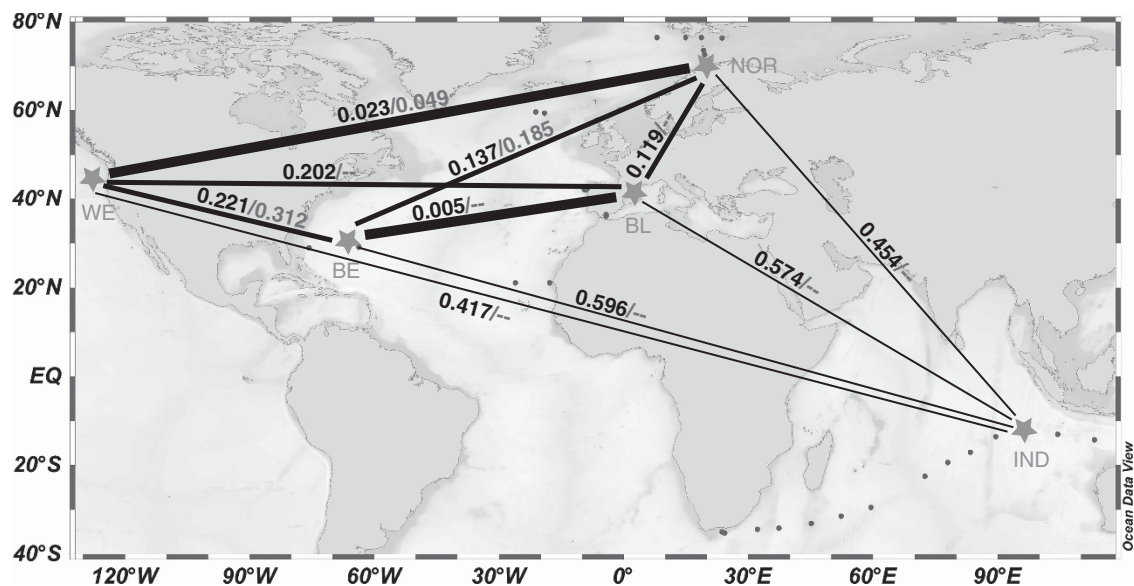 80°N
60°N
40°N
20°N
EQ
20°S
40°S
NOR
0.023/0.049
0.137/0.185
0.119/--
0.202/--
WE
0.221/0.312
0.005/--
BL
BE
0.454/--
0.574/--
0.596/--
0.417/--
IND
Ocean Data View
120°W 90°W 60°W 30°W 0° 30°E 60°E 90°E